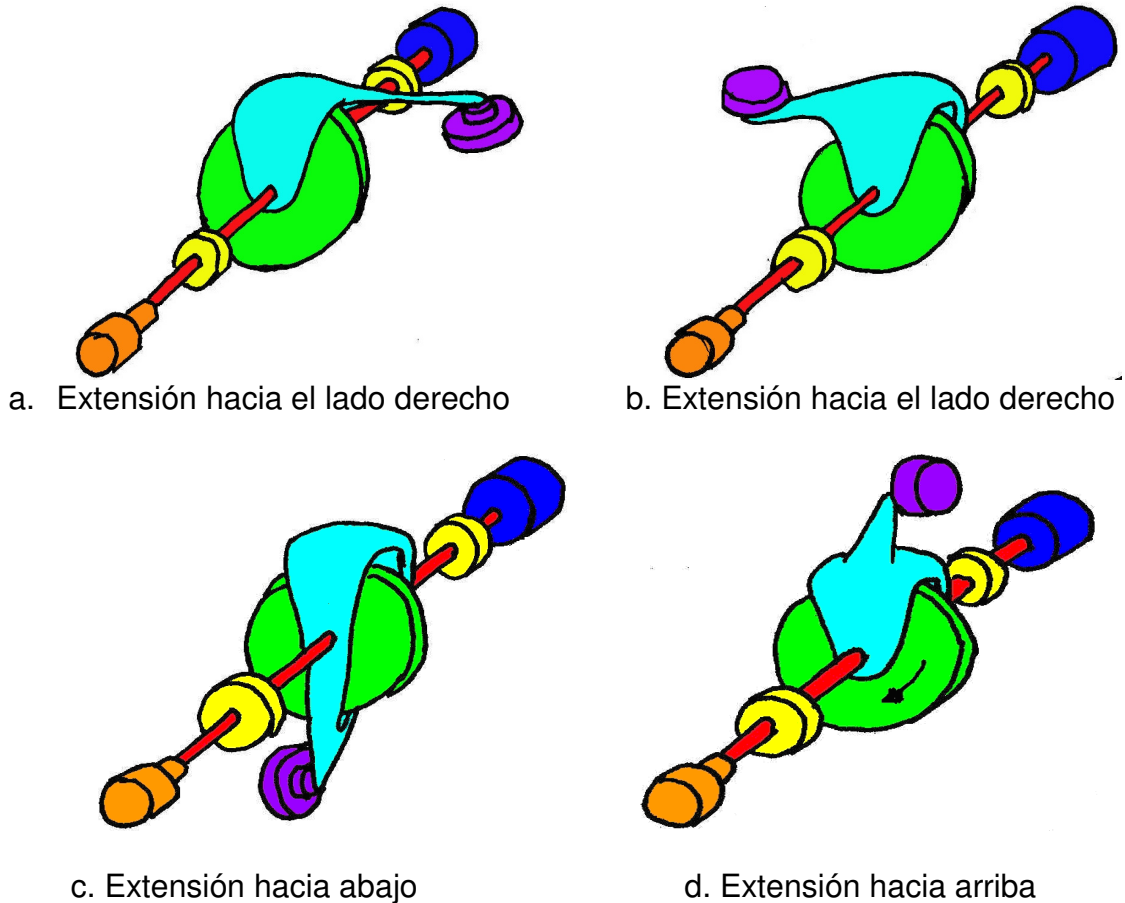 a. Extensión hacia el lado derecho
b. Extensión hacia el lado derecho
c. Extensión hacia abajo
d. Extensión hacia arriba